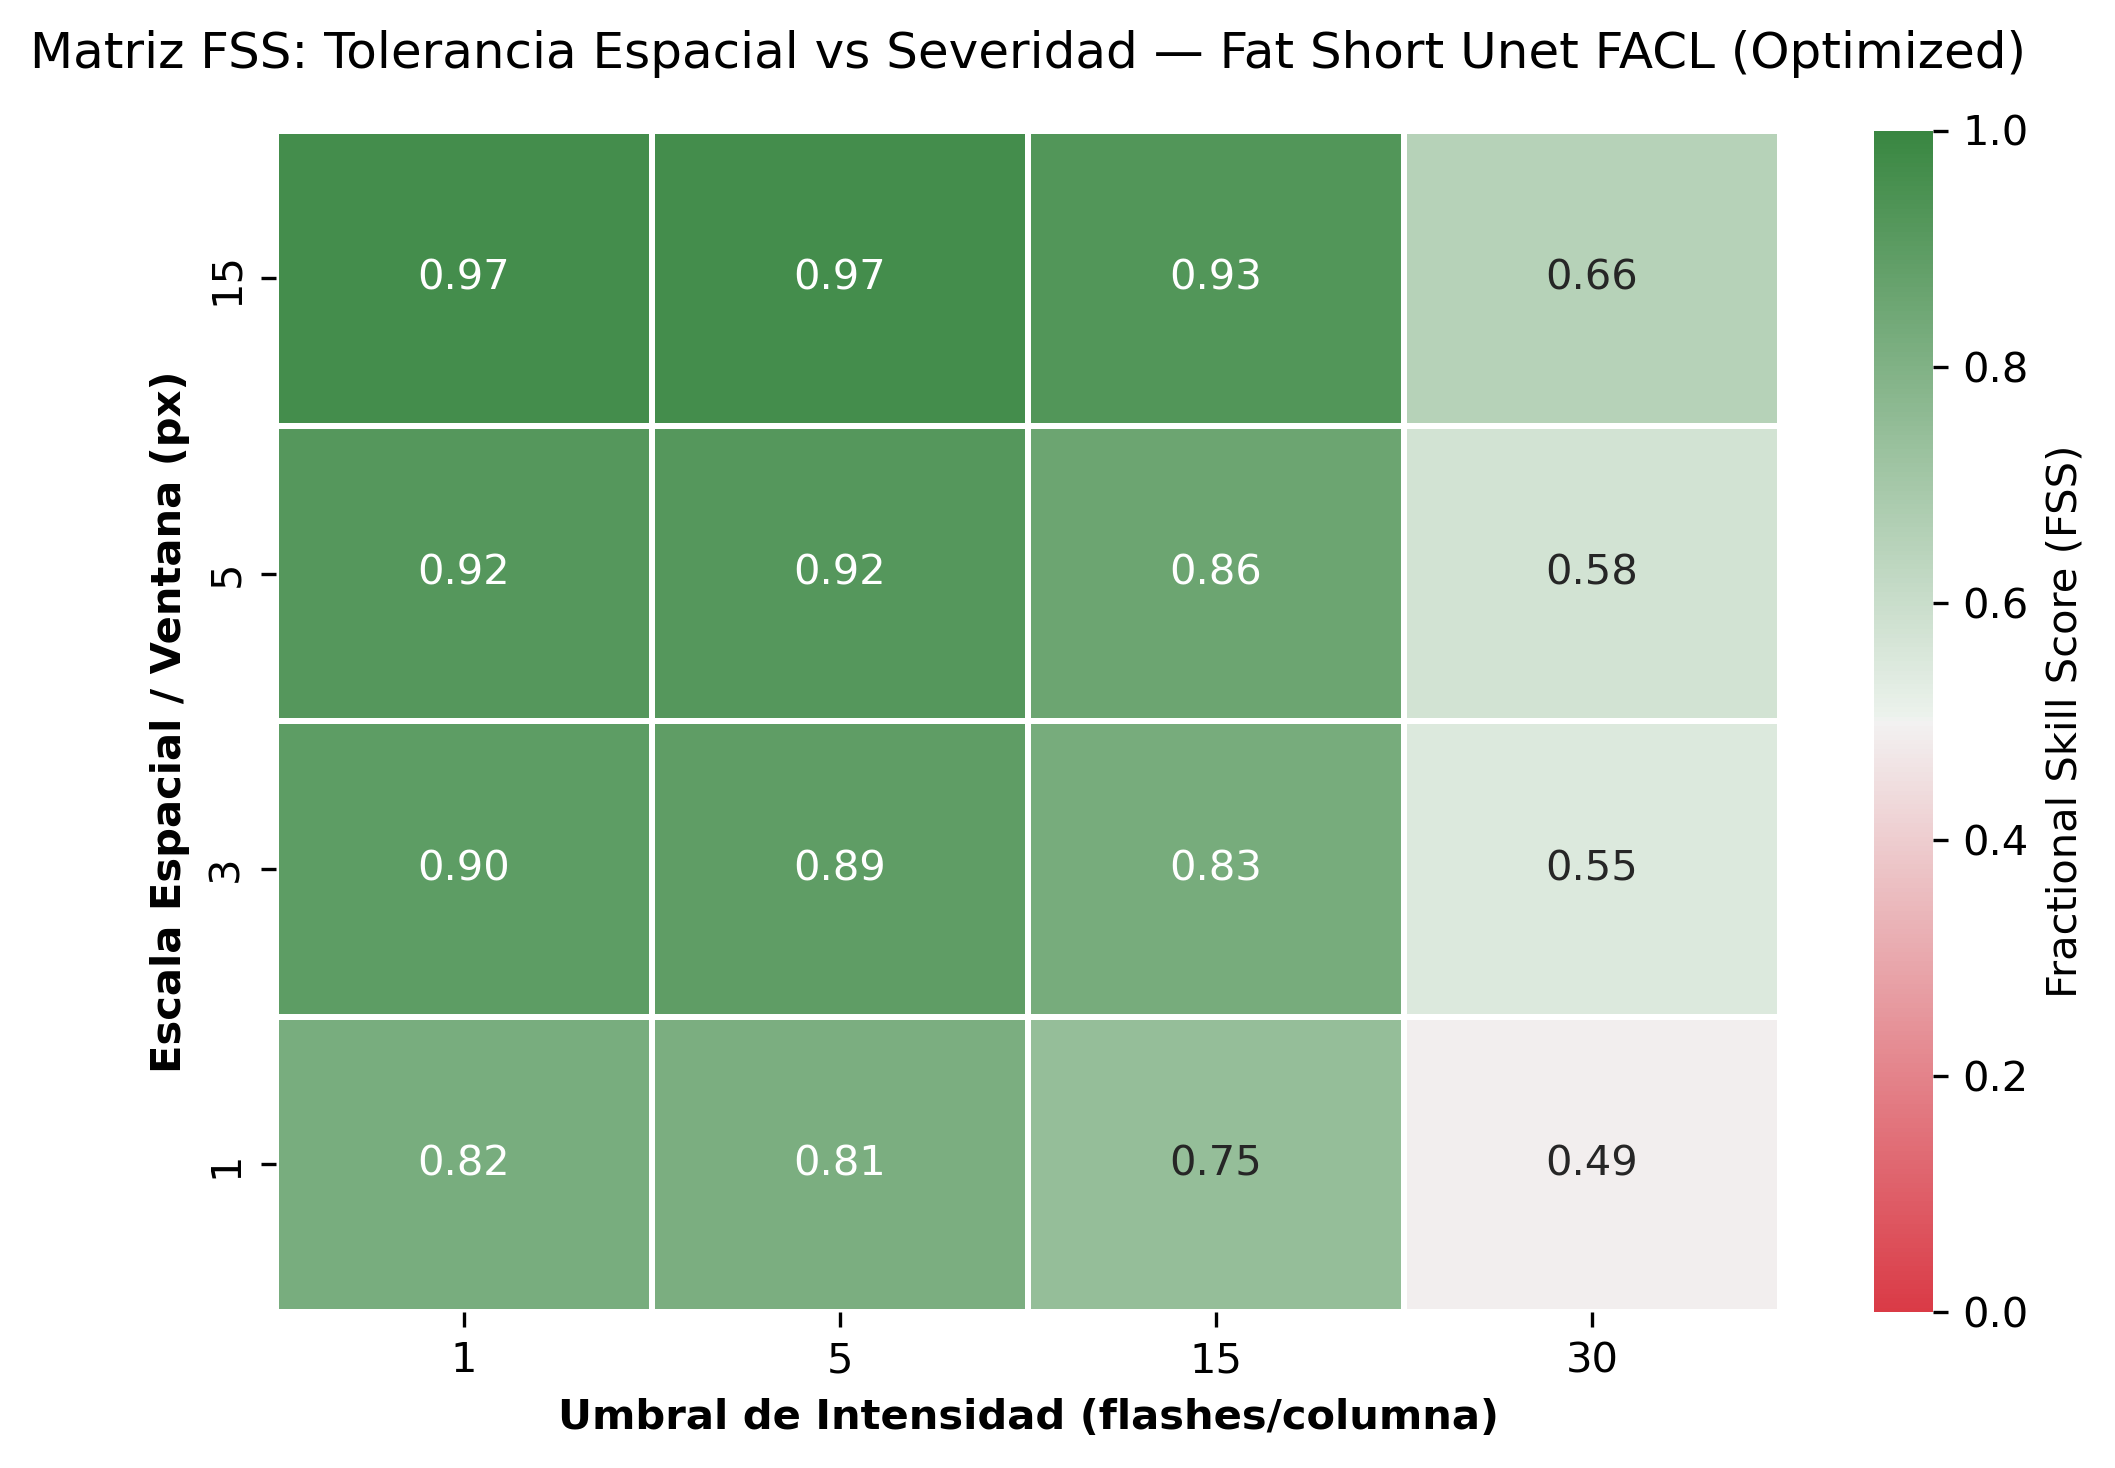 Matriz FSS: Tolerancia Espacial vs Severidad — Fat Short Unet FACL (Optimized)
Escala Espacial / Ventana (px)
15 0.97 0.97 0.93 0.66
5 0.92 0.92 0.86 0.58
3 0.90 0.89 0.83 0.55
1 0.82 0.81 0.75 0.49
1 5 15 30
Umbral de Intensidad (flashes/columna)
1.0
0.8
0.6
0.4
0.2
0.0
Fractional Skill Score (FSS)